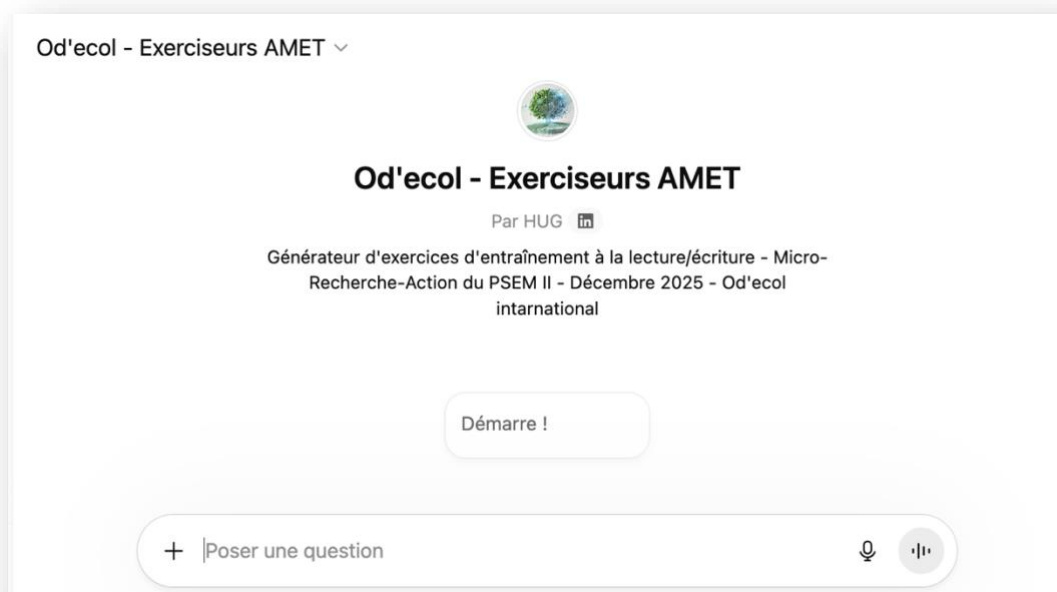 Od'ecol - Exerciseurs AMET
Od'ecol - Exerciseurs AMET
Par HUG in
Générateur d'exercices d'entraînement à la lecture/écriture - Micro-
Recherche-Action du PSEM II - Décembre 2025 - Od'ecol
intarnational
Démarre !
Poser une question